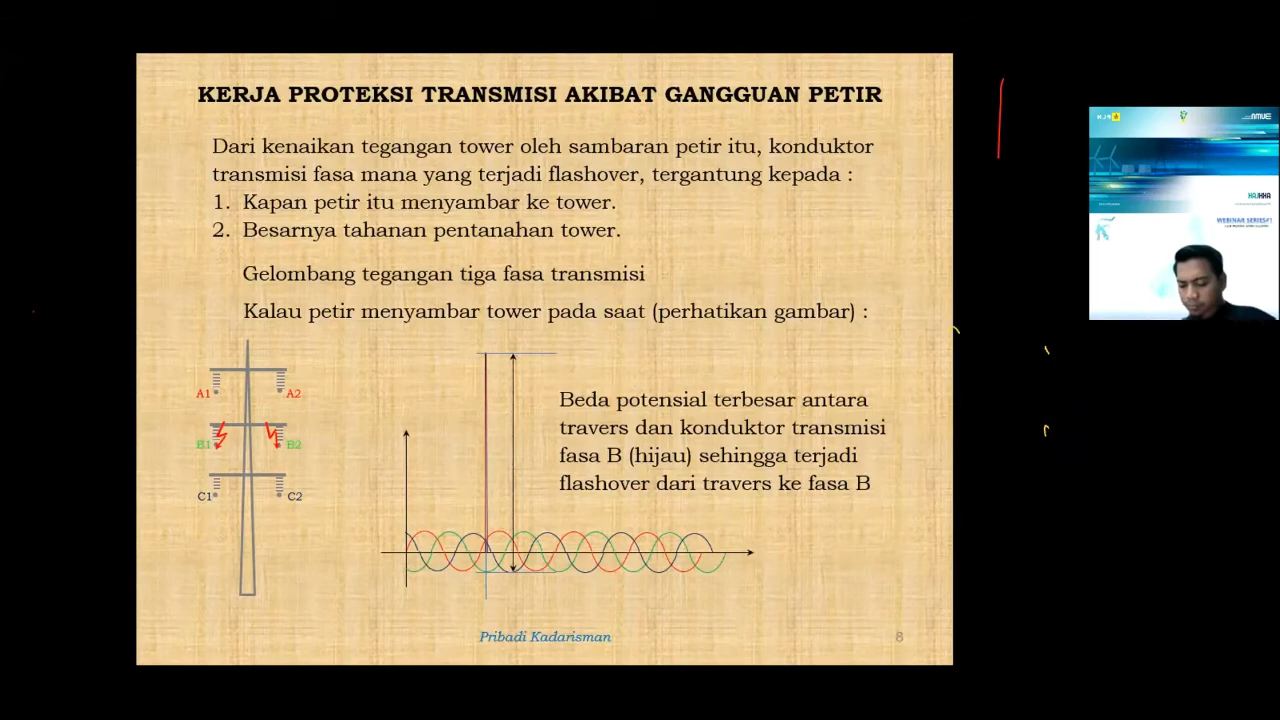 KERJA PROTEKSI TRANSMISI AKIBAT GANGGUAN PETIR
Dari kenaikan tegangan tower oleh sambaran petir itu, konduktor
transmisi fasa mana yang terjadi flashover, tergantung kepada :
1. Kapan petir itu menyambar ke tower.
2. Besarnya tahanan pentanahan tower.
Gelombang tegangan tiga fasa transmisi
Kalau petir menyambar tower pada saat (perhatikan gambar) :
A1
A2
B1
B2
C1
C2
Beda potensial terbesar antara
travers dan konduktor transmisi
fasa B (hijau) sehingga terjadi
flashover dari travers ke fasa B
Pribadi Kadarisman
8
WEBINAR SERIES#1